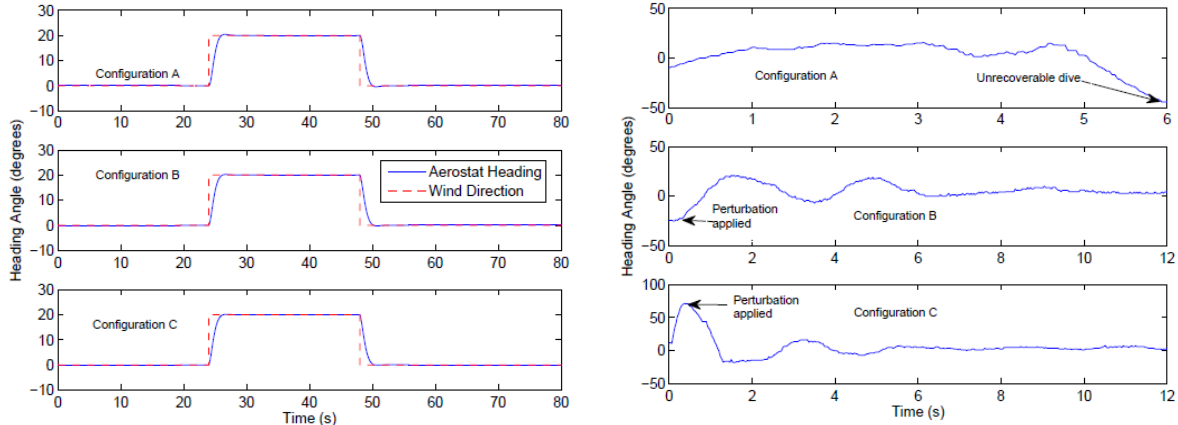 30
20
10
0
−10
Configuration A
0 10 20 30 40 50 60 70 80
30
20
10
0
−10
Configuration B
Aerostat Heading
Wind Direction
0 10 20 30 40 50 60 70 80
30
20
10
0
−10
Configuration C
0 10 20 30 40 50 60 70 80
Time (s)
Heading Angle (degrees)
50
0
−50
Configuration A
Unrecoverable dive
0 1 2 3 4 5 6
50
0
−50
Perturbation
applied
Configuration B
0 2 4 6 8 10 12
100
50
0
−50
Perturbation
applied
Configuration C
0 2 4 6 8 10 12
Time (s)
Heading Angle (degrees)